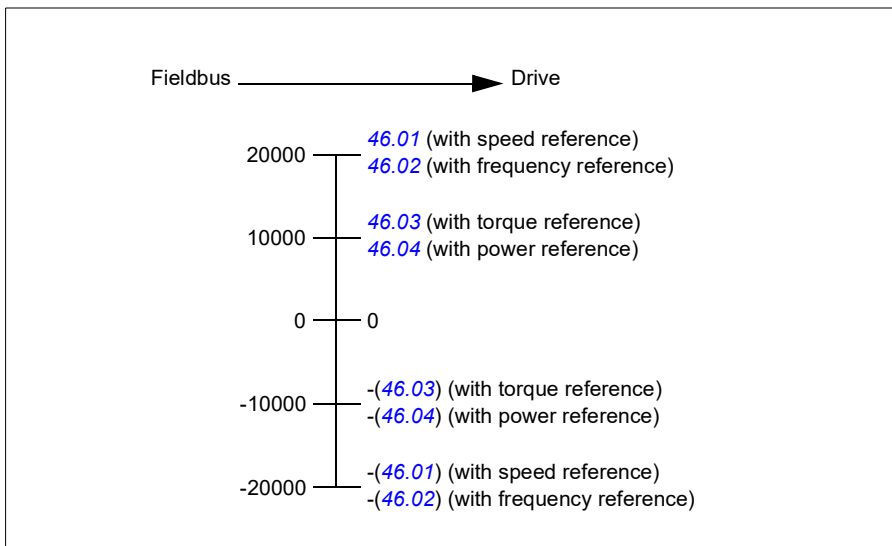 Fieldbus Drive
46.01 (with speed reference)
20000
46.02 (with frequency reference)
46.03 (with torque reference)
10000
46.04 (with power reference)
0 0
-(46.03) (with torque reference)
-10000
-(46.04) (with power reference)
-(46.01) (with speed reference)
-20000
-(46.02) (with frequency reference)